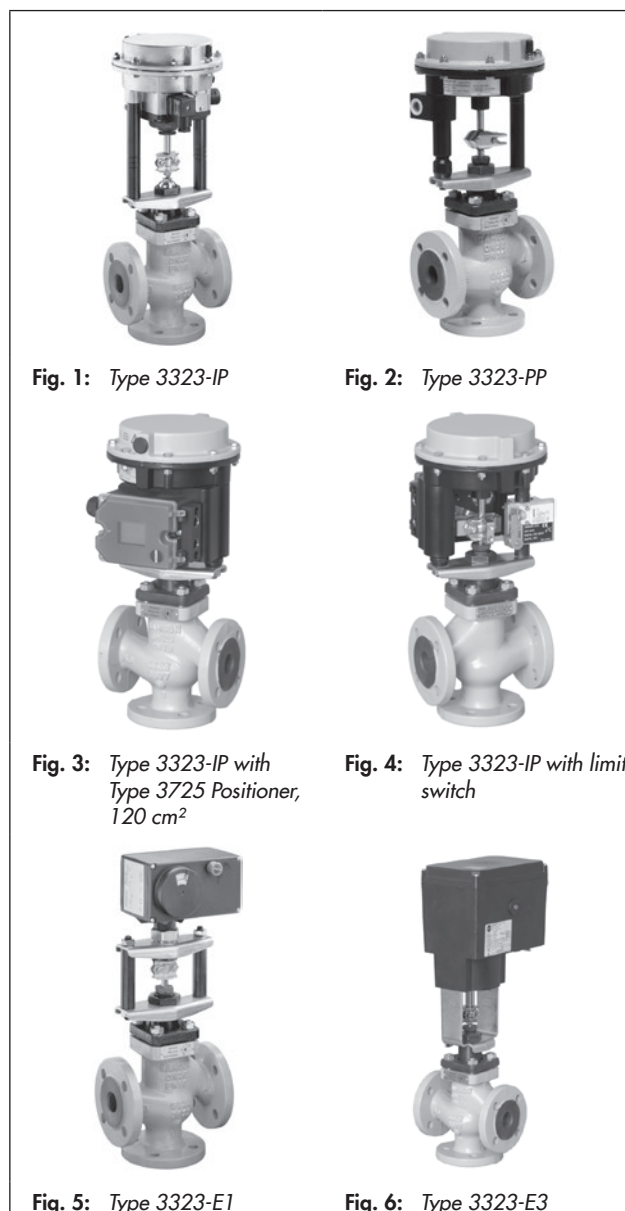 Fig. 1: Type 3323-IP
Fig. 2: Type 3323-PP
Fig. 3: Type 3323-IP with
Type 3725 Positioner,
120 cm²
Fig. 4: Type 3323-IP with limit
switch
Fig. 5: Type 3323-E1
Fig. 6: Type 3323-E3